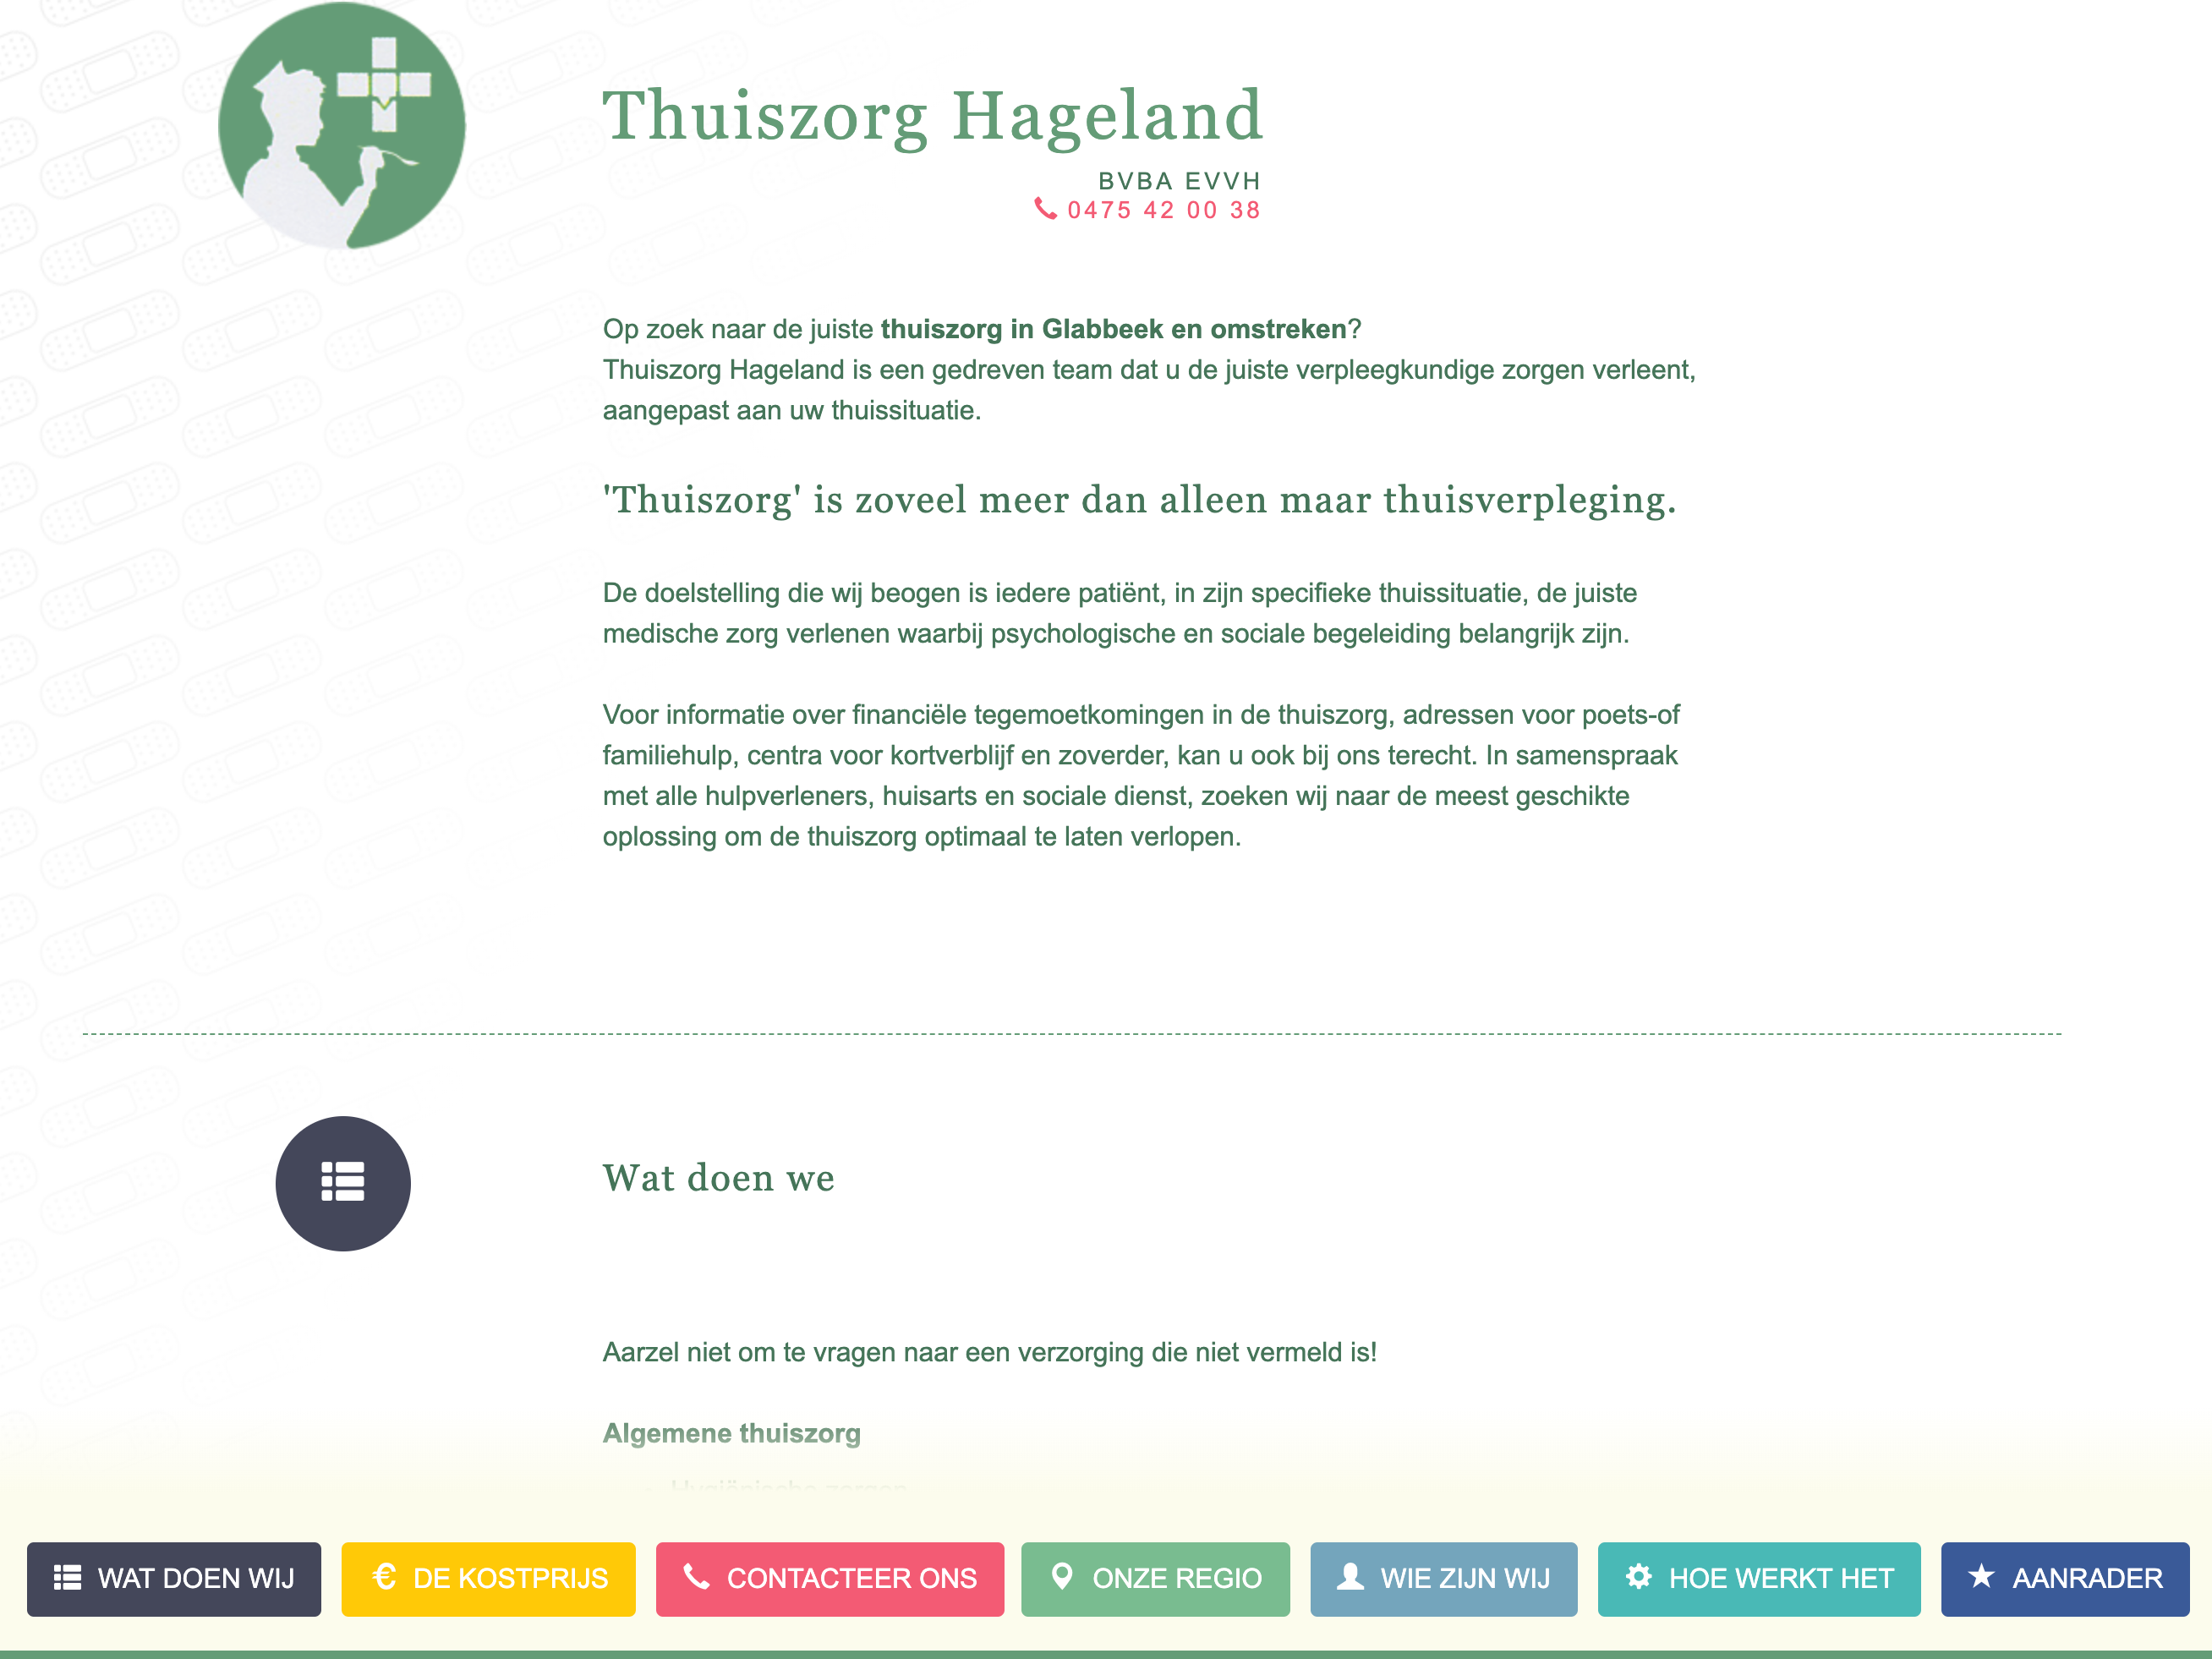 Thuiszorg Hageland
BVBA EVVH
0475 42 00 38
Op zoek naar de juiste thuiszorg in Glabbeek en omstreken?
Thuiszorg Hageland is een gedreven team dat u de juiste verpleegkundige zorgen verleent,
aangepast aan uw thuissituatie.
'Thuiszorg' is zoveel meer dan alleen maar thuisverpleging.
De doelstelling die wij beogen is iedere patiënt, in zijn specifieke thuissituatie, de juiste
medische zorg verlenen waarbij psychologische en sociale begeleiding belangrijk zijn.
Voor informatie over financiële tegemoetkomingen in de thuiszorg, adressen voor poets-of
familiehulp, centra voor kortverblijf en zoverder, kan u ook bij ons terecht. In samenspraak
met alle hulpverleners, huisarts en sociale dienst, zoeken wij naar de meest geschikte
oplossing om de thuiszorg optimaal te laten verlopen.
Wat doen we
Aarzel niet om te vragen naar een verzorging die niet vermeld is!
Algemene thuiszorg
Hygiënische zorgen
WAT DOEN WIJ
€ DE KOSTPRIJS
CONTACTEER ONS
ONZE REGIO
WIE ZIJN WIJ
HOE WERKT HET
AANRADER